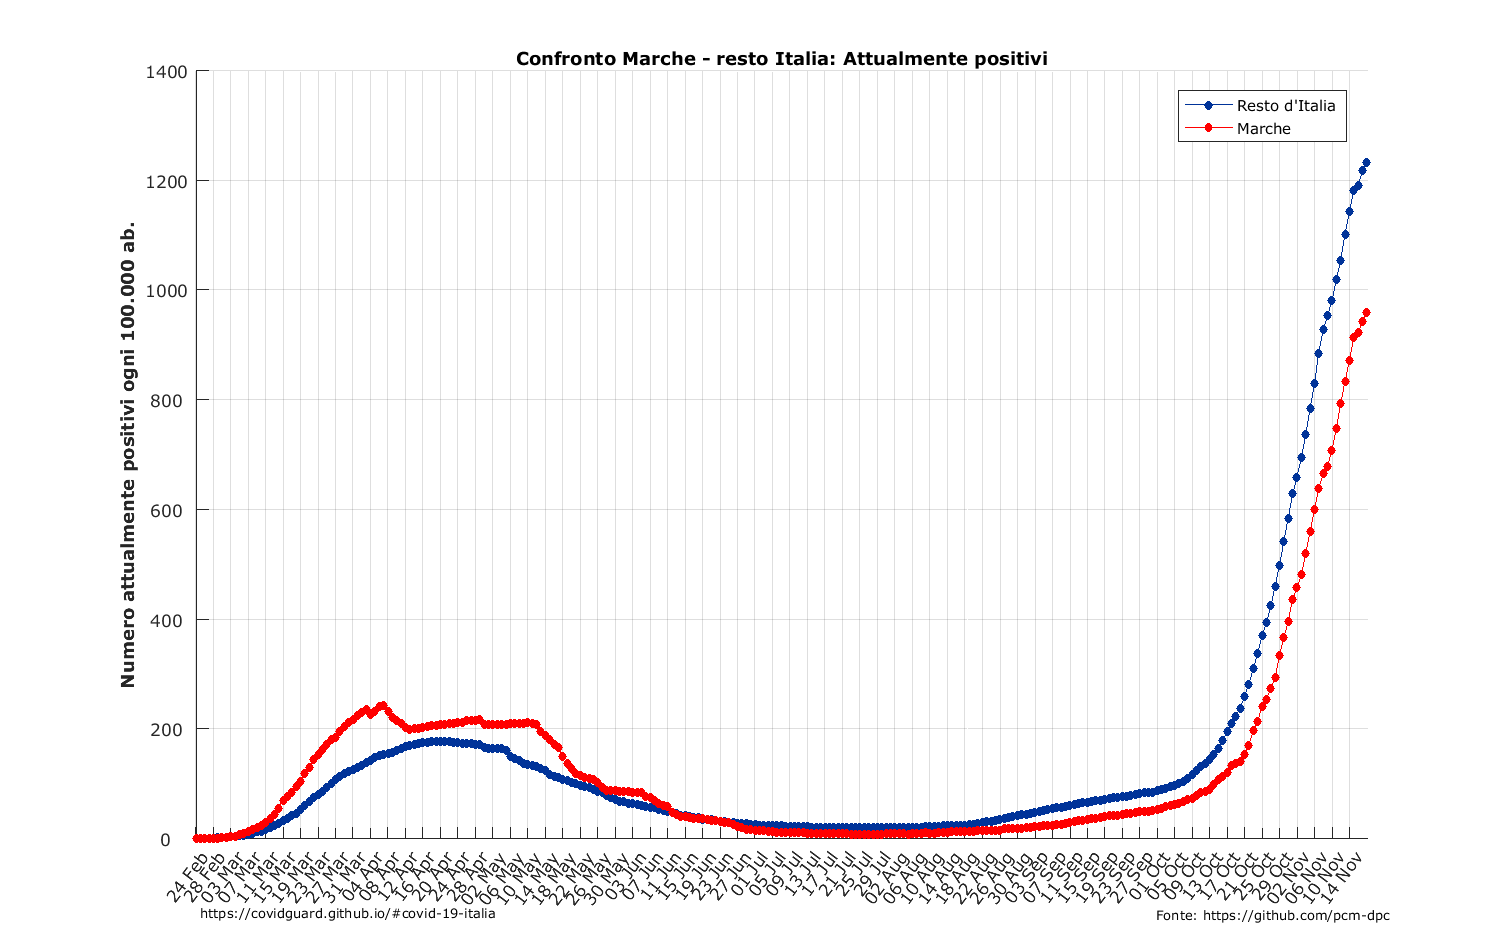 Confronto Marche - resto Italia: Attualmente positivi
1400
1200
1000
800
600
400
200
0
Numero attualmente positivi ogni 100.000 ab.
Resto d'Italia
Marche
24 Feb
28 Feb
03 Mar
07 Mar
11 Mar
15 Mar
19 Mar
23 Mar
27 Mar
31 Mar
04 Apr
08 Apr
12 Apr
16 Apr
20 Apr
24 Apr
28 Apr
02 May
06 May
10 May
14 May
18 May
22 May
26 May
30 May
03 Jun
07 Jun
11 Jun
15 Jun
19 Jun
23 Jun
27 Jun
01 Jul
05 Jul
09 Jul
13 Jul
17 Jul
21 Jul
25 Jul
29 Jul
02 Aug
06 Aug
10 Aug
14 Aug
18 Aug
22 Aug
26 Aug
30 Aug
03 Sep
07 Sep
11 Sep
15 Sep
19 Sep
23 Sep
27 Sep
01 Oct
05 Oct
09 Oct
13 Oct
17 Oct
21 Oct
25 Oct
29 Oct
02 Nov
06 Nov
10 Nov
14 Nov
https://covidguard.github.io/#covid-19-italia
Fonte: https://github.com/pcm-dpc